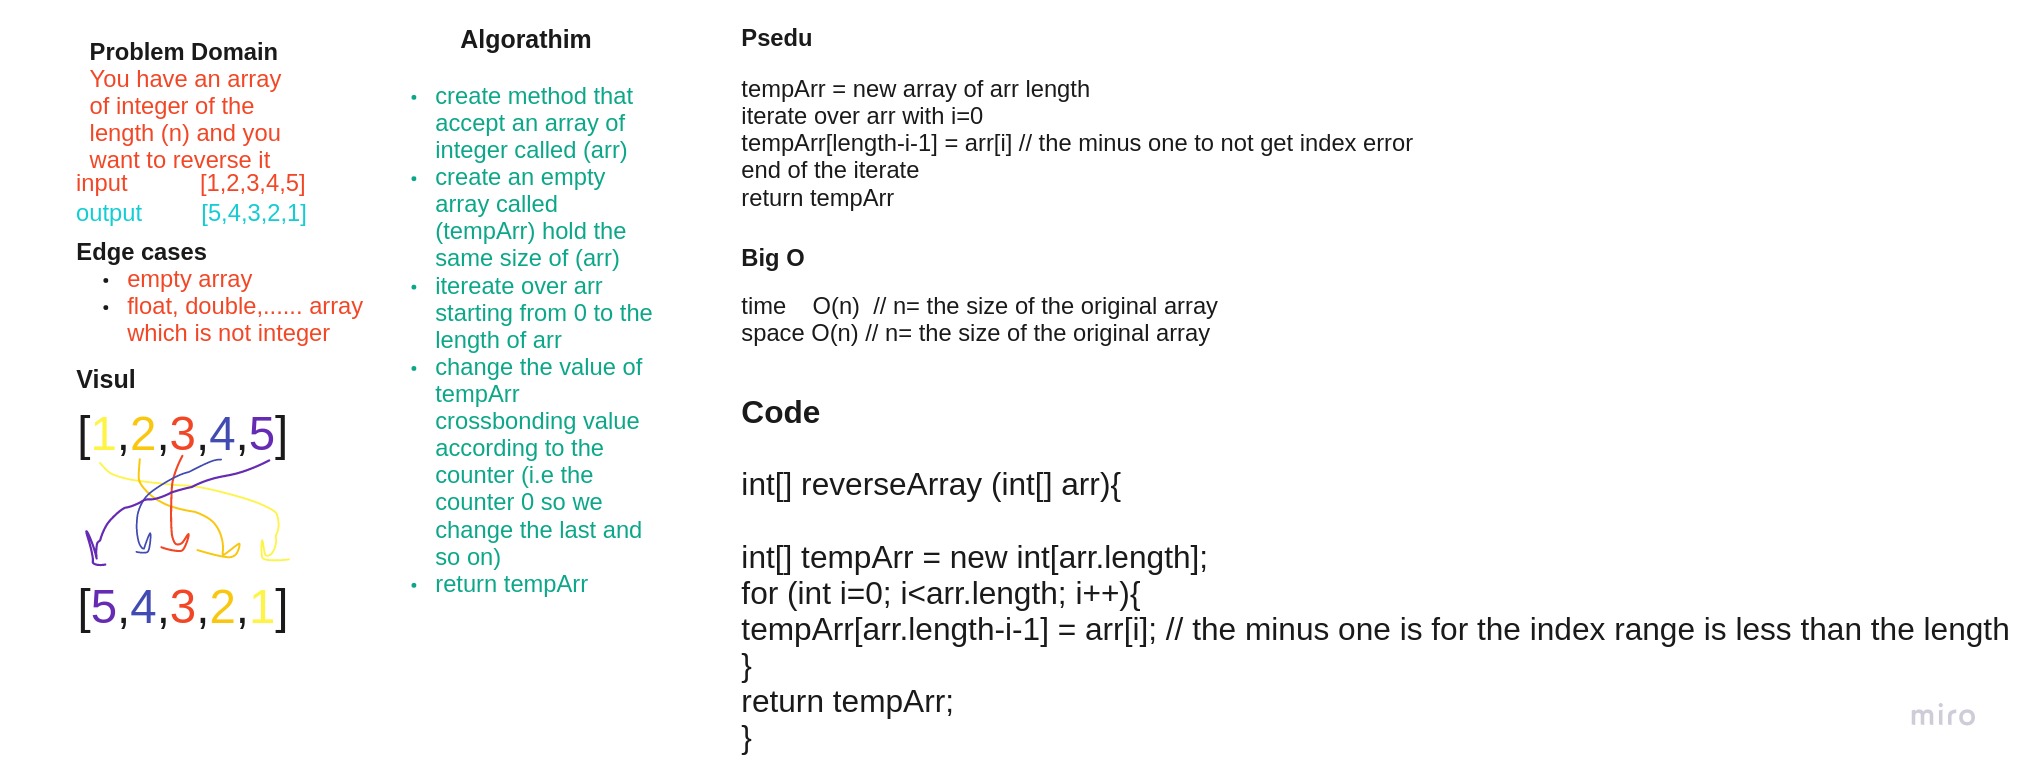 Problem Domain
You have an array
of integer of the
length (n) and you
want to reverse it
input [1,2,3,4,5]
output [5,4,3,2,1]
Edge cases
• empty array
• float, double,...... array
which is not integer
Visul
[1,2,3,4,5]
[5,4,3,2,1]
Algorathim
• create method that
accept an array of
integer called (arr)
• create an empty
array called
(tempArr) hold the
same size of (arr)
• itereate over arr
starting from 0 to the
length of arr
• change the value of
tempArr
crossbonding value
according to the
counter (i.e the
counter 0 so we
change the last and
so on)
• return tempArr
Psedu
tempArr = new array of arr length
iterate over arr with i=0
tempArr[length-i-1] = arr[i] // the minus one to not get index error
end of the iterate
return tempArr
Big O
time O(n) // n= the size of the original array
space O(n) // n= the size of the original array
Code
int[] reverseArray (int[] arr){
int[] tempArr = new int[arr.length];
for (int i=0; i<arr.length; i++){
tempArr[arr.length-i-1] = arr[i]; // the minus one is for the index range is less than the length
}
return tempArr;
}
miro